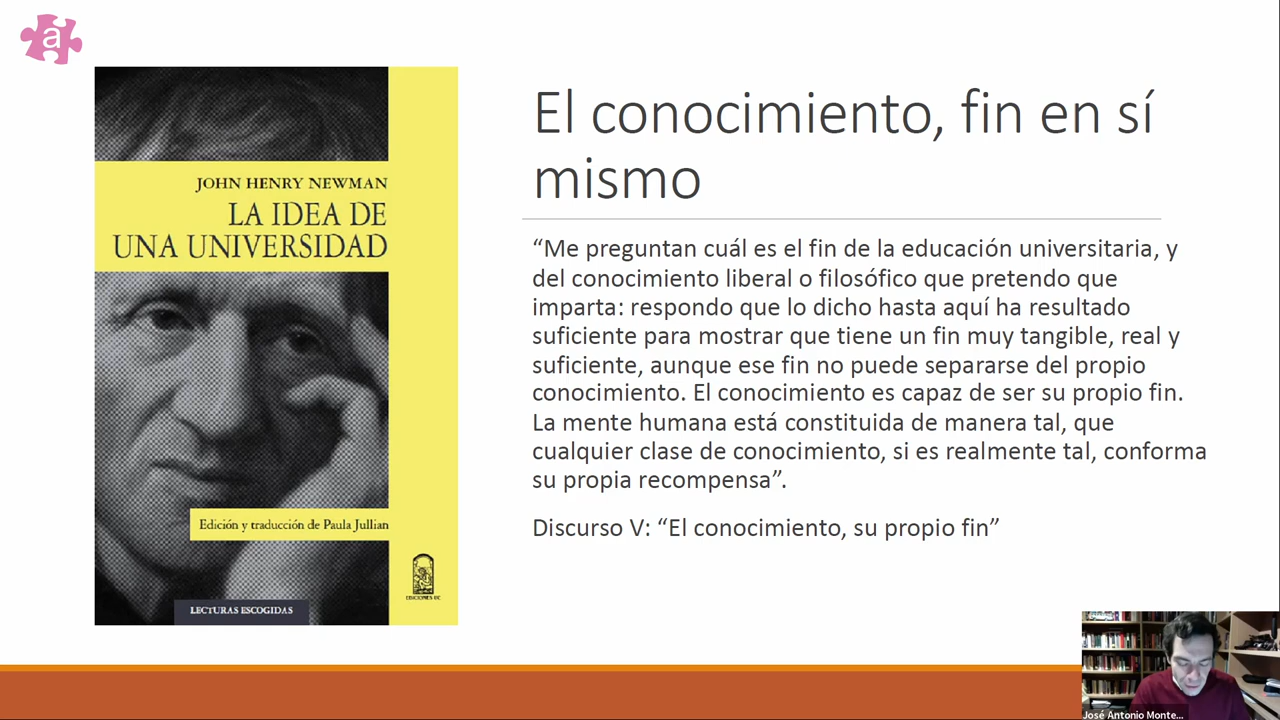 a
JOHN HENRY NEWMAN
LA IDEA DE
UNA UNIVERSIDAD
Edición y traducción de Paula Jullian
EDICIONES UC
LECTURAS ESCOGIDAS
El conocimiento, fin en sí
mismo
“Me preguntan cuál es el fin de la educación universitaria, y
del conocimiento liberal o filosófico que pretendo que
imparta: respondo que lo dicho hasta aquí ha resultado
suficiente para mostrar que tiene un fin muy tangible, real y
suficiente, aunque ese fin no puede separarse del propio
conocimiento. El conocimiento es capaz de ser su propio fin.
La mente humana está constituida de manera tal, que
cualquier clase de conocimiento, si es realmente tal, conforma
su propia recompensa”.
Discurso V: “El conocimiento, su propio fin”
José Antonio Monte...